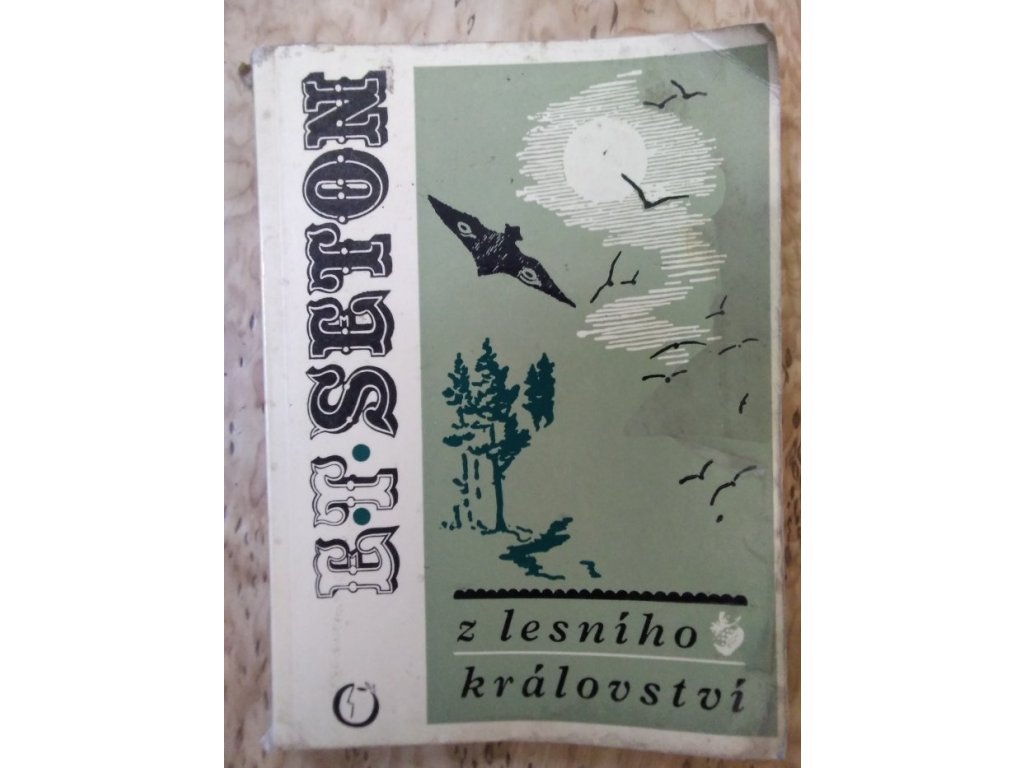 E.T. SETON
z lesního
království